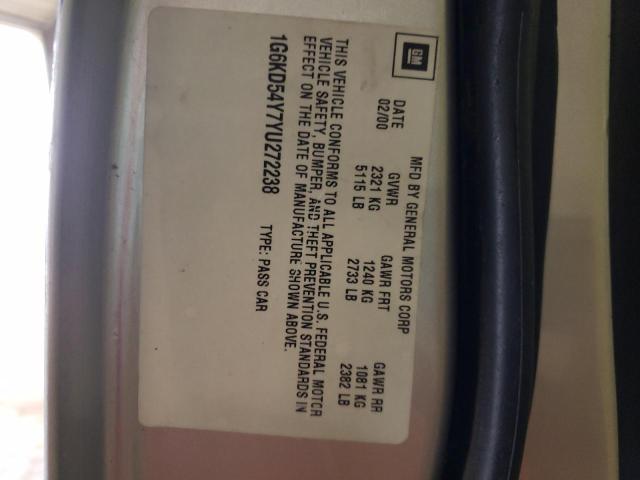 GM
MFD BY GENERAL MOTORS CORP
DATE GVWR GAWR FRT GAWR RR
02/00 2321 KG 1240 KG 1081 KG
5115 LB 2733 LB 2382 LB
THIS VEHICLE CONFORMS TO ALL APPLICABLE U.S. FEDERAL MOTOR
VEHICLE SAFETY, BUMPER, AND THEFT PREVENTION STANDARDS IN
EFFECT ON THE DATE OF MANUFACTURE SHOWN ABOVE.
1G6KD54Y7YU272238 TYPE: PASS CAR